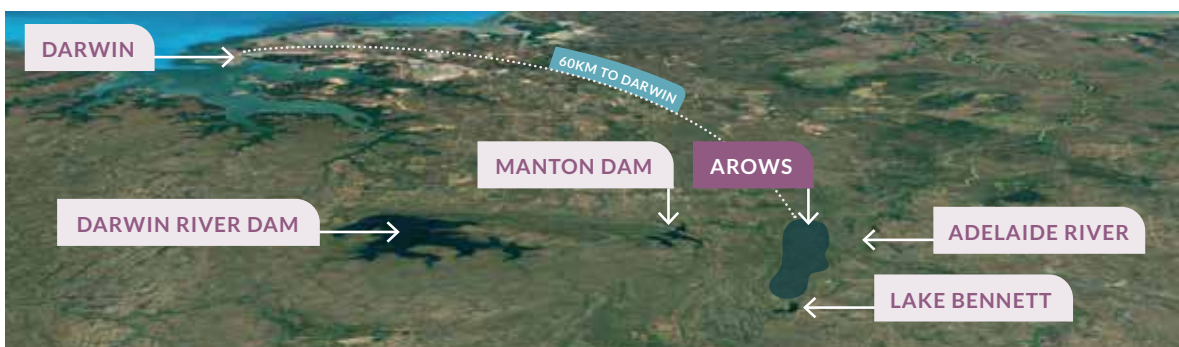 DARWIN
60KM TO DARWIN
MANTON DAM
AROWS
DARWIN RIVER DAM
ADELAIDE RIVER
LAKE BENNETT